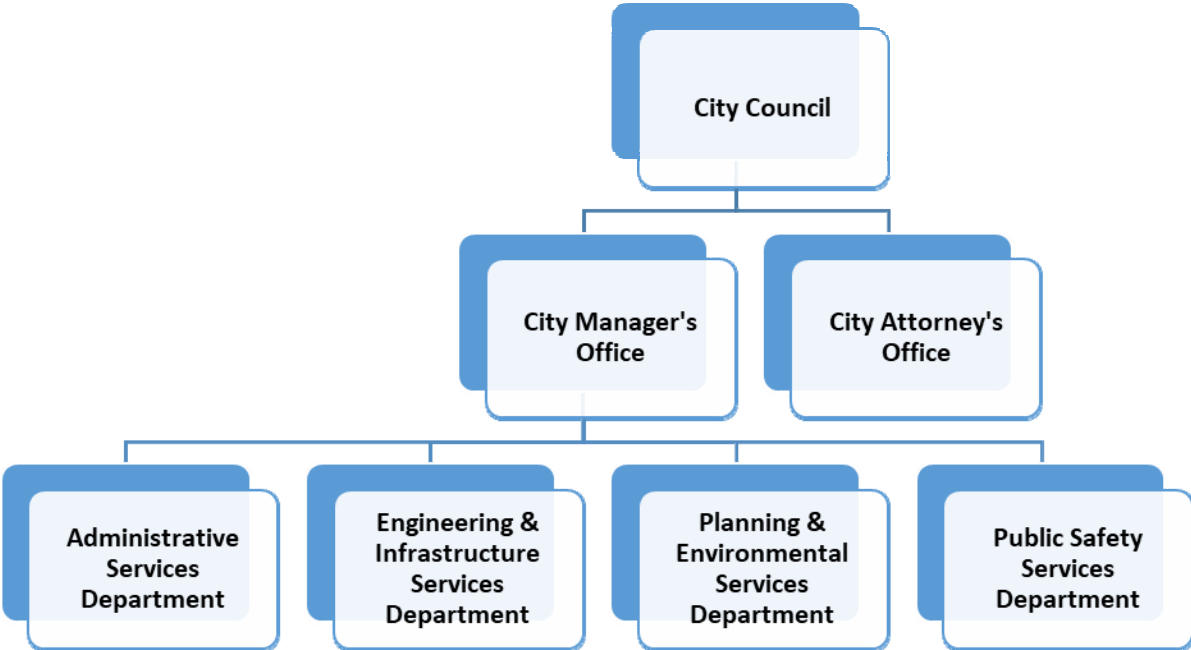 City Council
City Manager's
Office
City Attorney's
Office
Administrative
Services
Department
Engineering &
Infrastructure
Services
Department
Planning &
Environmental
Services
Department
Public Safety
Services
Department